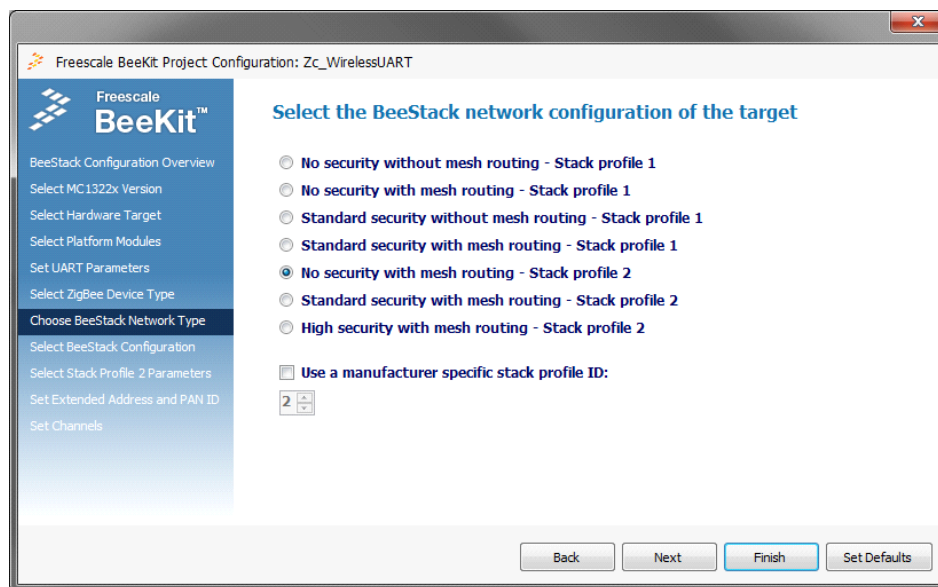 Freescale BeeKit Project Configuration: Zc_WirelessUART
Freescale
BeeKit™
BeeStack Configuration Overview
Select MC1322x Version
Select Hardware Target
Select Platform Modules
Set UART Parameters
Select ZigBee Device Type
Choose BeeStack Network Type
Select BeeStack Configuration
Select Stack Profile 2 Parameters
Set Extended Address and PAN ID
Set Channels
Select the BeeStack network configuration of the target
No security without mesh routing - Stack profile 1
No security with mesh routing - Stack profile 1
Standard security without mesh routing - Stack profile 1
Standard security with mesh routing - Stack profile 1
No security with mesh routing - Stack profile 2
Standard security with mesh routing - Stack profile 2
High security with mesh routing - Stack profile 2
Use a manufacturer specific stack profile ID:
2
Back Next Finish Set Defaults